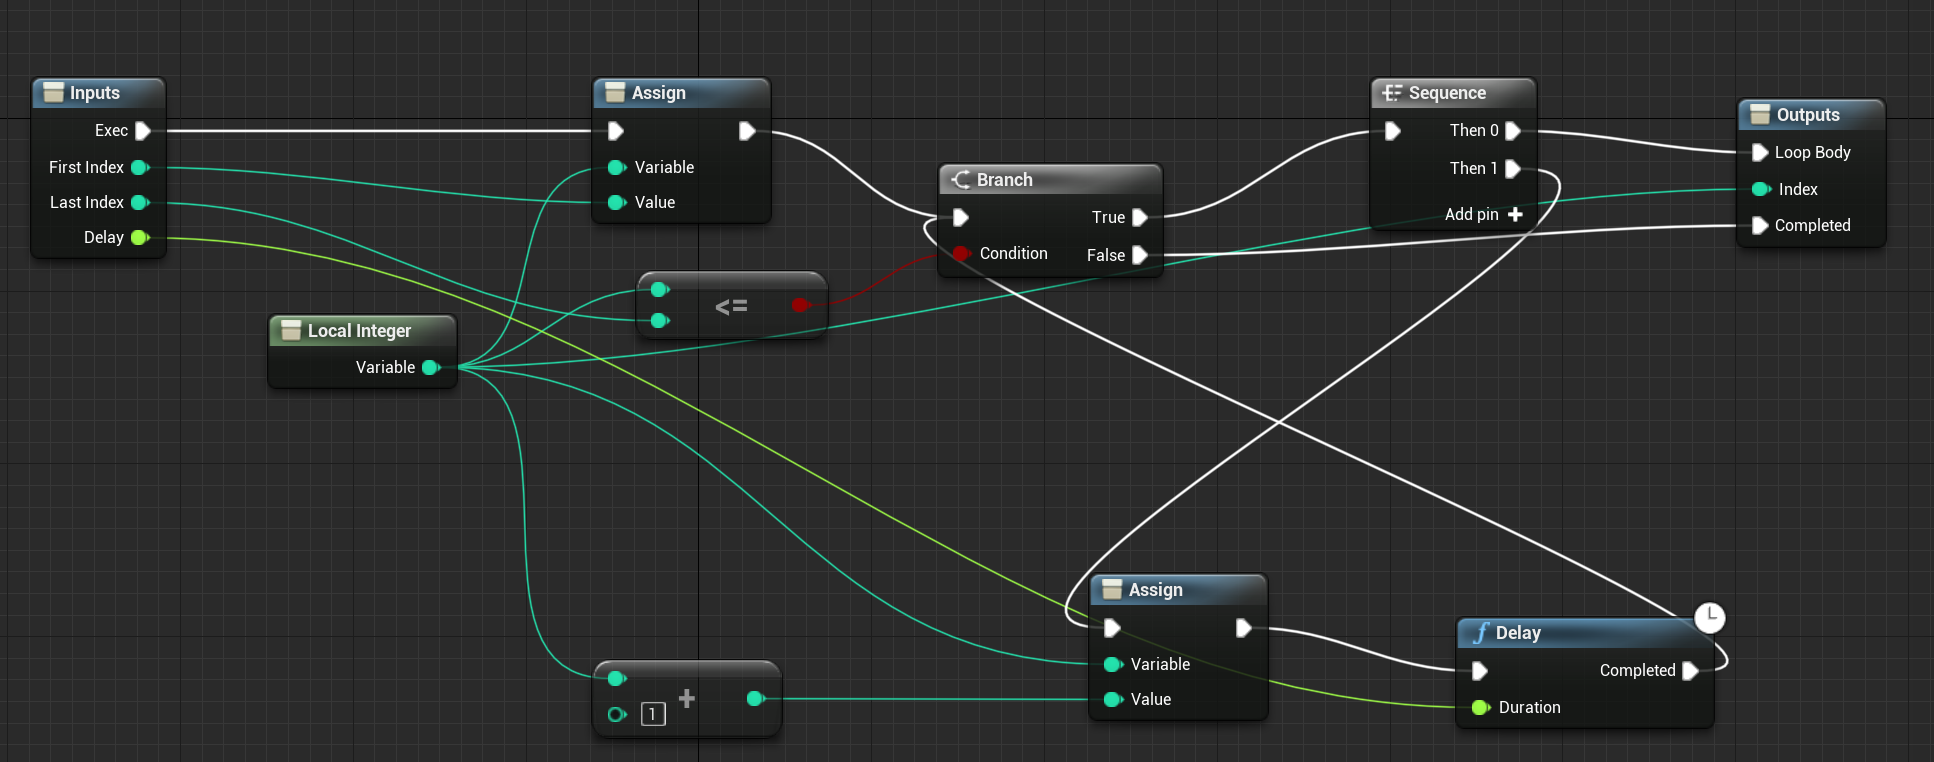 Inputs
Exec
First Index
Last Index
Delay
Local Integer
Variable
Assign
Variable
Value
<=
Branch
True
Condition
False
Sequence
Then 0
Then 1
Add pin +
Outputs
Loop Body
Index
Completed
1 +
Assign
Variable
Value
f Delay
Completed
Duration